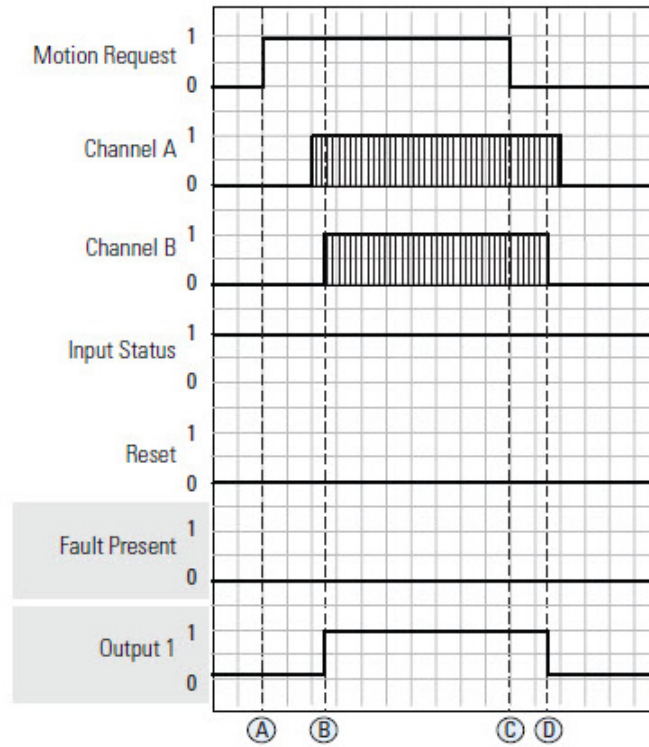 Motion Request 1
0
Channel A 1
0
Channel B 1
0
Input Status 1
0
Reset 1
0
Fault Present 1
0
Output 1 1
0
A B C D